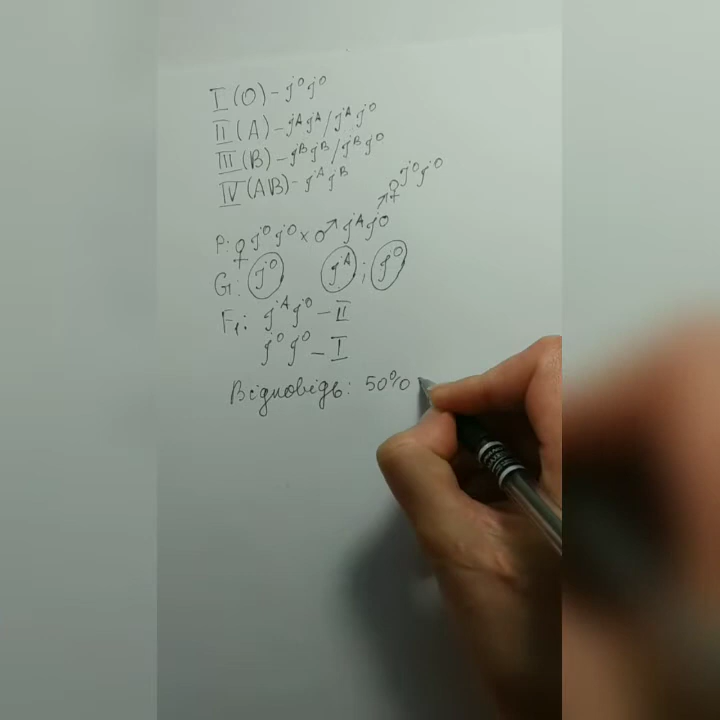 I (O) - j⁰j⁰
II (A) - jᴬjᴬ / jᴬj⁰
III (B) - jᴮjᴮ / jᴮj⁰
IV (AB) - jᴬjᴮ
↗♀ j⁰j⁰
P: ♀ j⁰j⁰ × ♂ jᴬj⁰
G: j⁰ jᴬ ; j⁰
F₁: jᴬj⁰ - II
j⁰j⁰ - I
Відповідь: 50%